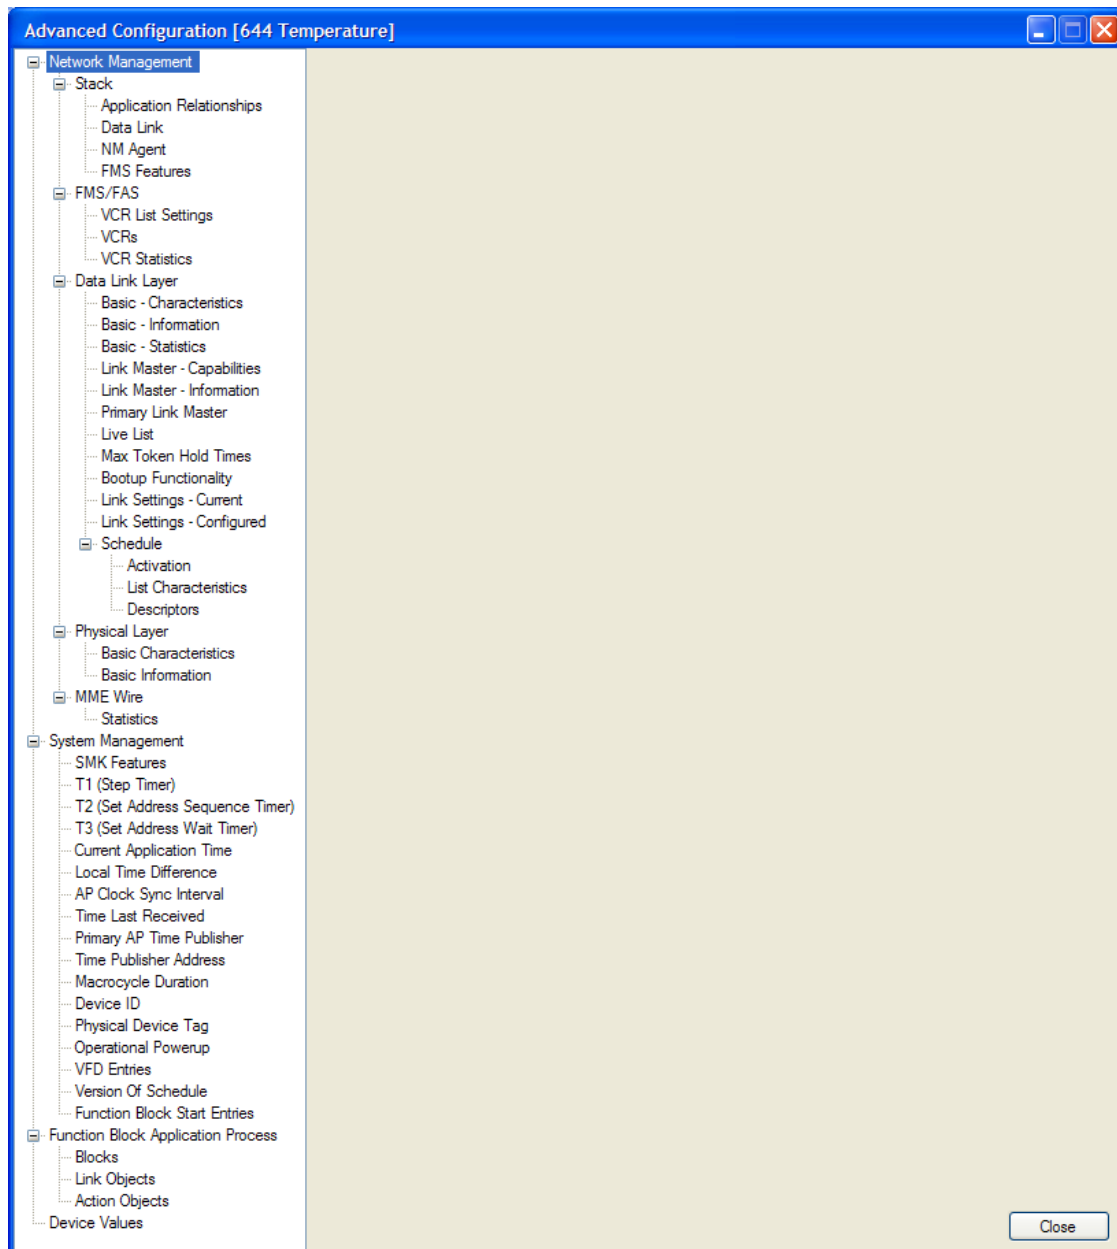 Advanced Configuration [644 Temperature]
Network Management
Stack
Application Relationships
Data Link
NM Agent
FMS Features
FMS/FAS
VCR List Settings
VCRs
VCR Statistics
Data Link Layer
Basic - Characteristics
Basic - Information
Basic - Statistics
Link Master - Capabilities
Link Master - Information
Primary Link Master
Live List
Max Token Hold Times
Bootup Functionality
Link Settings - Current
Link Settings - Configured
Schedule
Activation
List Characteristics
Descriptors
Physical Layer
Basic Characteristics
Basic Information
MME Wire
Statistics
System Management
SMK Features
T1 (Step Timer)
T2 (Set Address Sequence Timer)
T3 (Set Address Wait Timer)
Current Application Time
Local Time Difference
AP Clock Sync Interval
Time Last Received
Primary AP Time Publisher
Time Publisher Address
Macrocycle Duration
Device ID
Physical Device Tag
Operational Powerup
VFD Entries
Version Of Schedule
Function Block Start Entries
Function Block Application Process
Blocks
Link Objects
Action Objects
Device Values
Close